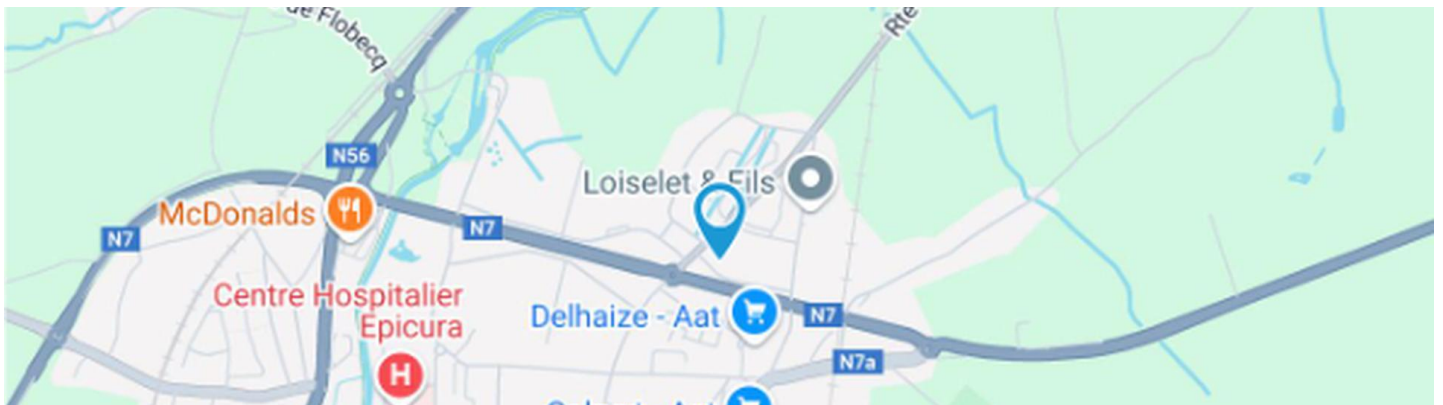 de Flobecq
Rte
N56
Loiselet & Fils
McDonalds
N7
N7
Centre Hospitalier
Epicura
Delhaize - Aat
N7
N7a
H